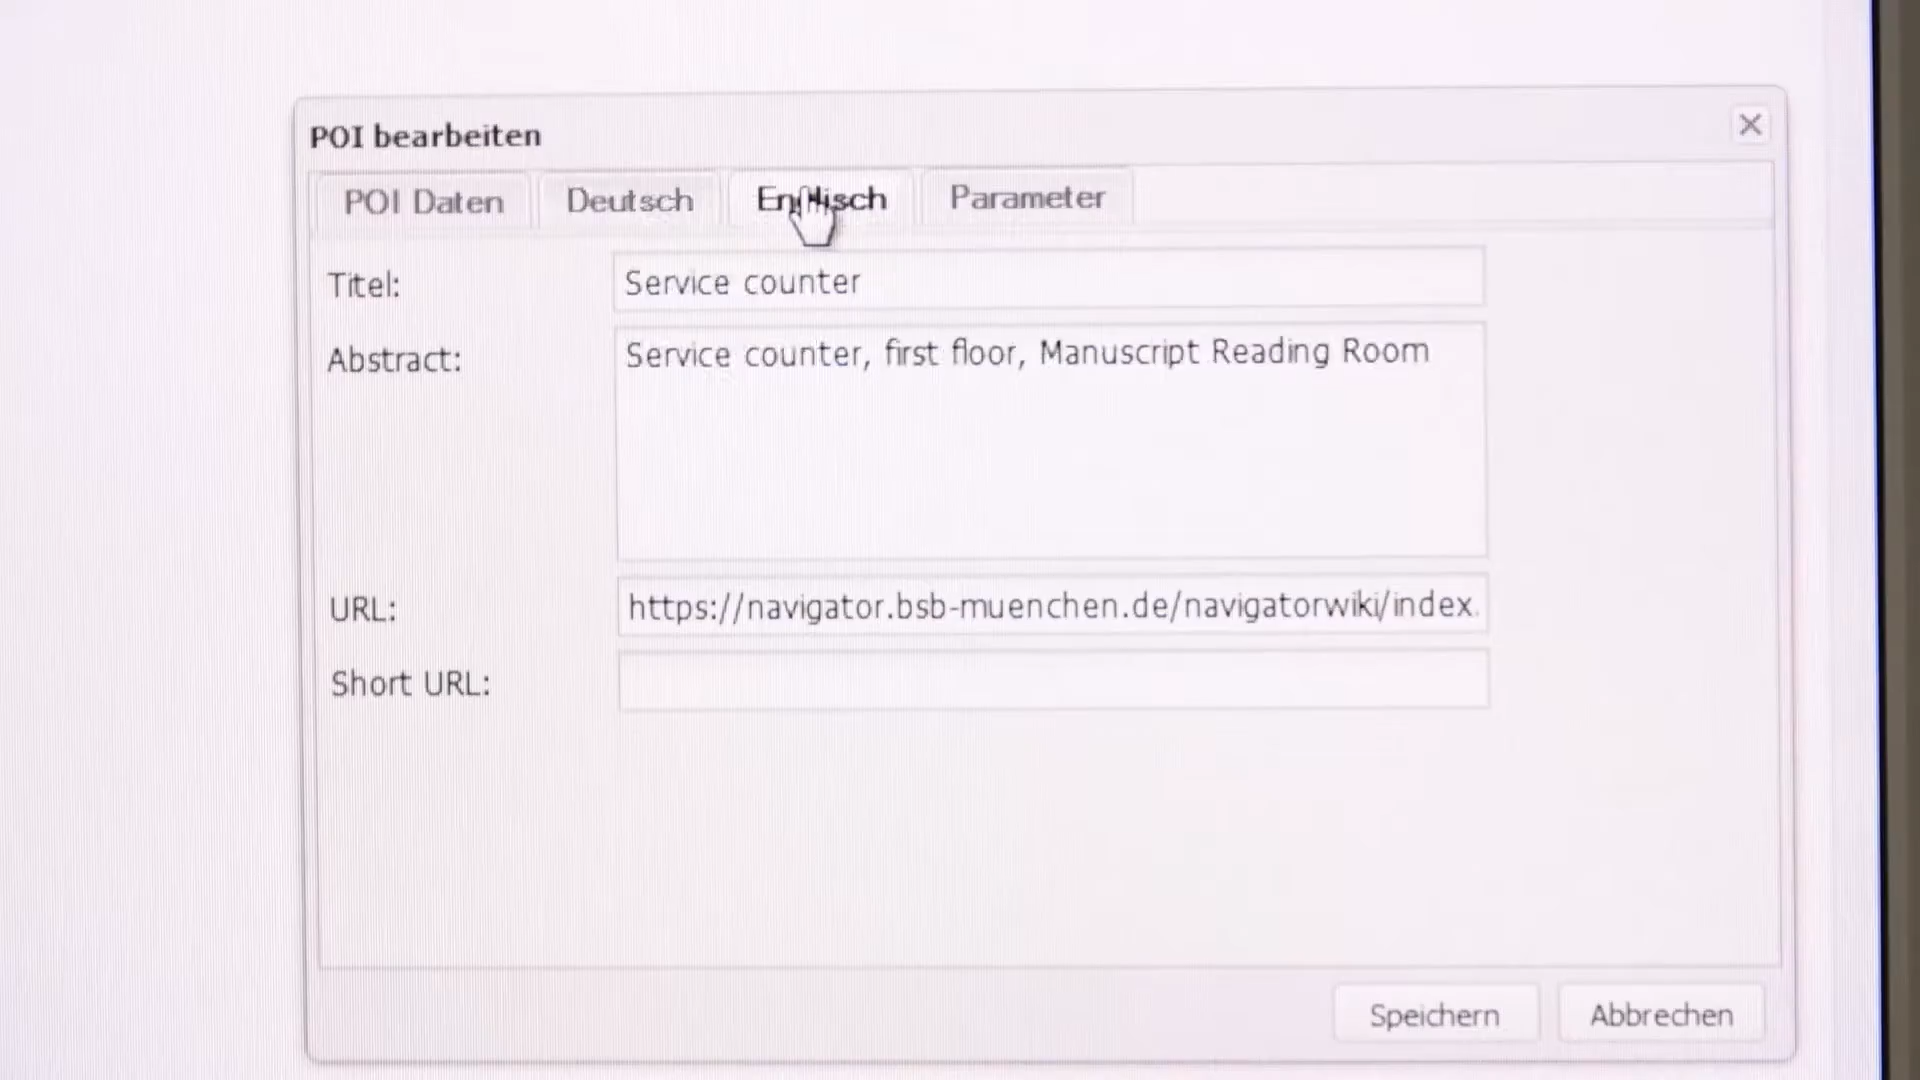 POI bearbeiten
POI Daten
Deutsch
Englisch
Parameter
Titel:
Service counter
Abstract:
Service counter, first floor, Manuscript Reading Room
URL:
https://navigator.bsb-muenchen.de/navigatorwiki/index.
Short URL:
Speichern
Abbrechen